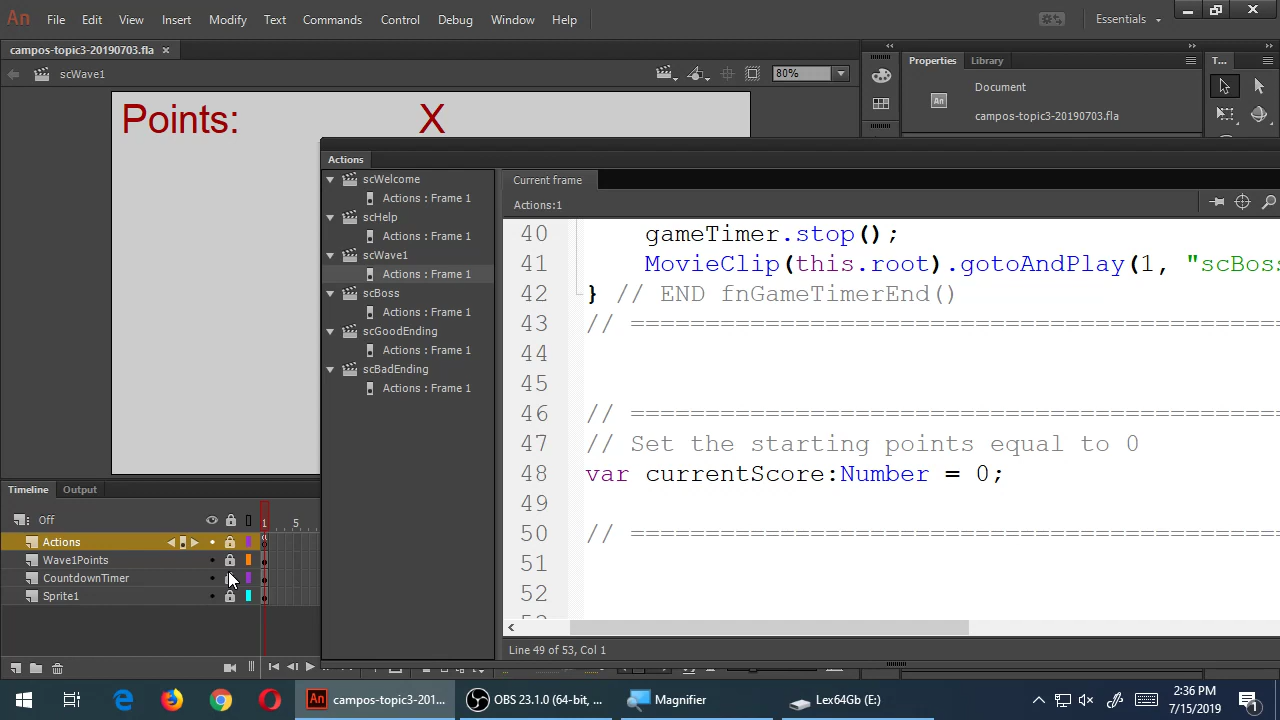 An File Edit View Insert Modify Text Commands Control Debug Window Help Essentials
campos-topic3-20190703.fla ×
scWave1 80%
Properties Library T...
Document
An campos-topic3-20190703.fla
Points: X
Actions
scWelcome
Actions : Frame 1
scHelp
Actions : Frame 1
scWave1
Actions : Frame 1
scBoss
Actions : Frame 1
scGoodEnding
Actions : Frame 1
scBadEnding
Actions : Frame 1
Current frame
Actions:1
40 gameTimer.stop();
41 MovieClip(this.root).gotoAndPlay(1, "scBoss
42 } // END fnGameTimerEnd()
43 // ===========================================
44
45
46 // ===========================================
47 // Set the starting points equal to 0
48 var currentScore:Number = 0;
49
50 // ===========================================
51
52
Line 49 of 53, Col 1
Timeline Output
Off 1 5
Actions
Wave1Points
CountdownTimer
Sprite1
An campos-topic3-201... OBS 23.1.0 (64-bit, ... Magnifier Lex64Gb (E:)
2:36 PM
7/15/2019
1